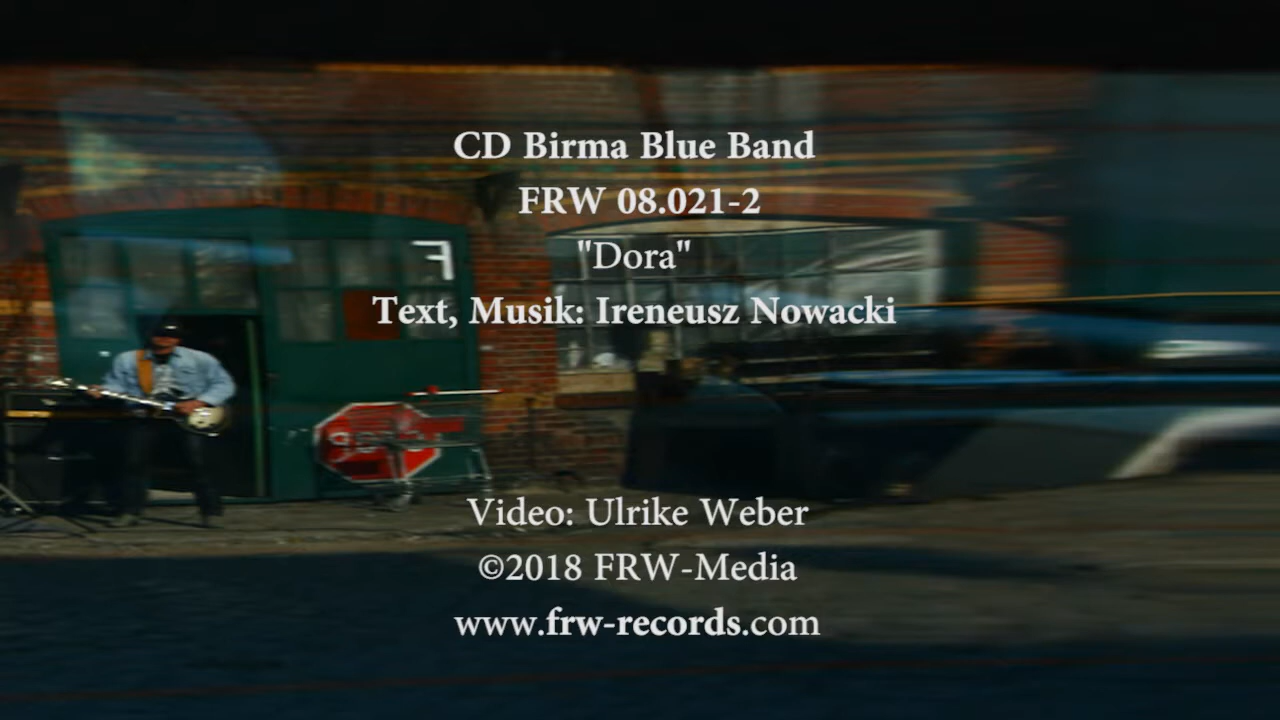 CD Birma Blue Band
FRW 08.021-2
"Dora"
Text, Musik: Ireneusz Nowacki
Video: Ulrike Weber
©2018 FRW-Media
www.frw-records.com